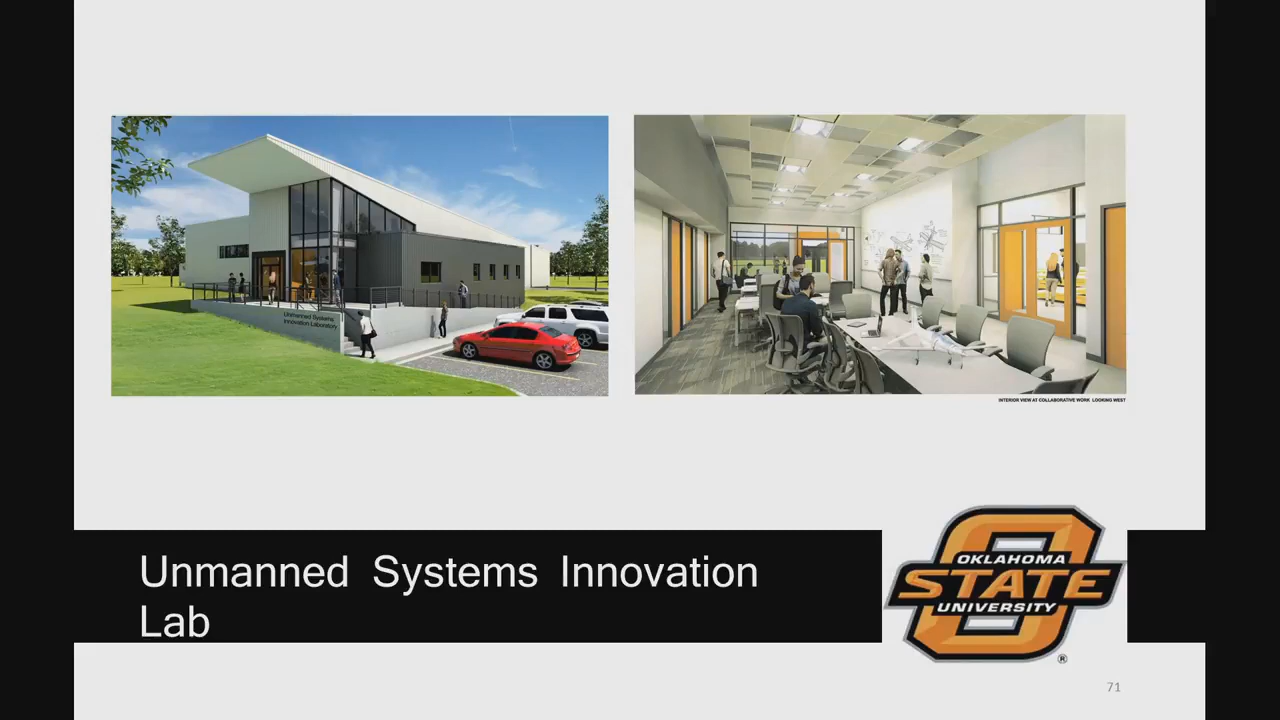 Unmanned Systems
Innovation Laboratory
INTERIOR VIEW AT COLLABORATIVE WORK LOOKING WEST
Unmanned Systems Innovation
Lab
OKLAHOMA
STATE
UNIVERSITY
®
71